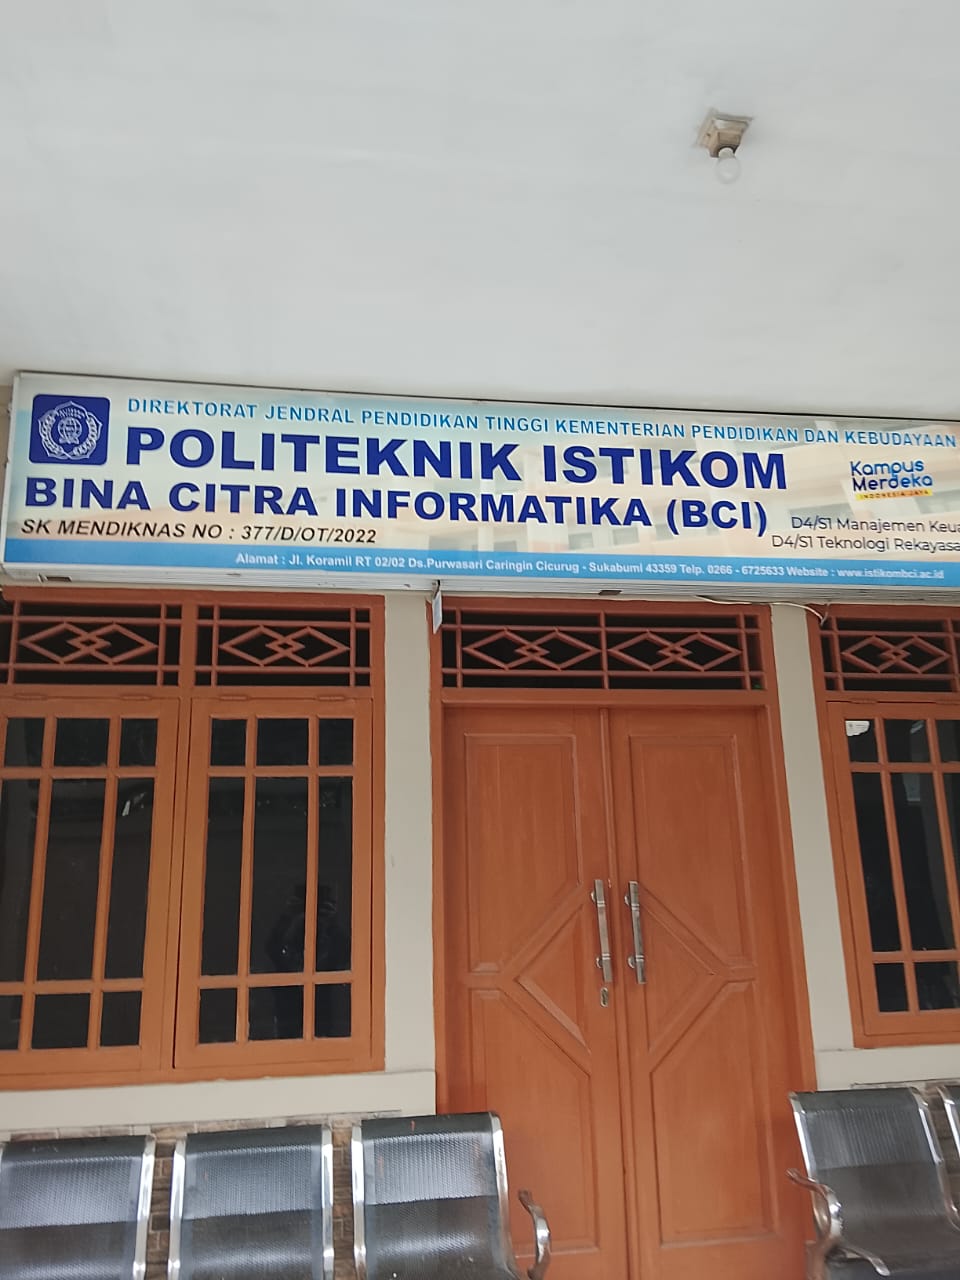 DIREKTORAT JENDRAL PENDIDIKAN TINGGI KEMENTERIAN PENDIDIKAN DAN KEBUDAYAAN
POLITEKNIK ISTIKOM
BINA CITRA INFORMATIKA (BCI)
SK MENDIKNAS NO : 377/D/OT/2022
Kampus
Merdeka
INDONESIA JAYA
D4/S1 Manajemen
D4/S1 Teknologi Rekayasa
Alamat : Jl. Koramil RT 02/02 Ds.Purwasari Caringin Cicurug - Sukabumi 43359 Telp. 0266 - 6725633 Website : www.istikombci.ac.id